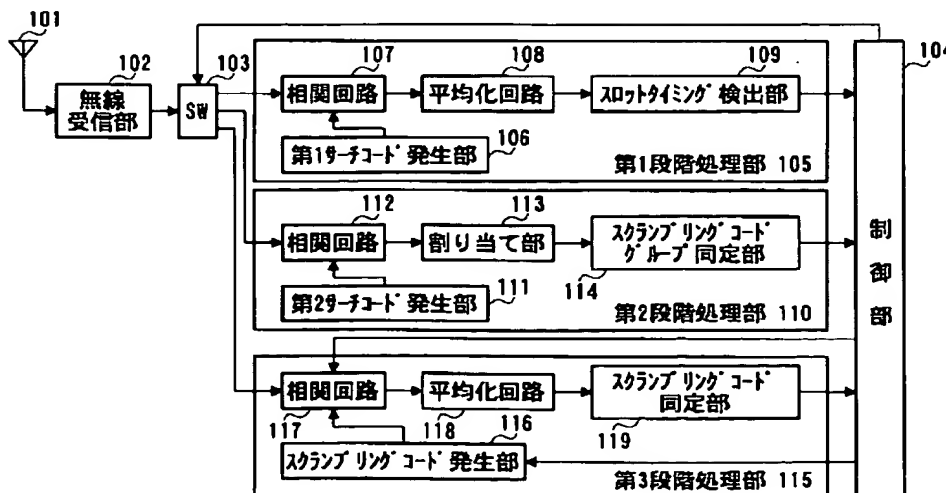 101
102
無線
受信部
103
SW
104
制御部
107
相関回路
108
平均化回路
109
スロットタイミング検出部
106
第1サーチコード発生部
第1段階処理部 105
112
相関回路
113
割り当て部
スクランブリングコード
グループ同定部
114
111
第2サーチコード発生部
第2段階処理部 110
相関回路
117
平均化回路
118
スクランブリングコード
同定部
119
116
スクランブリングコード発生部
第3段階処理部 115